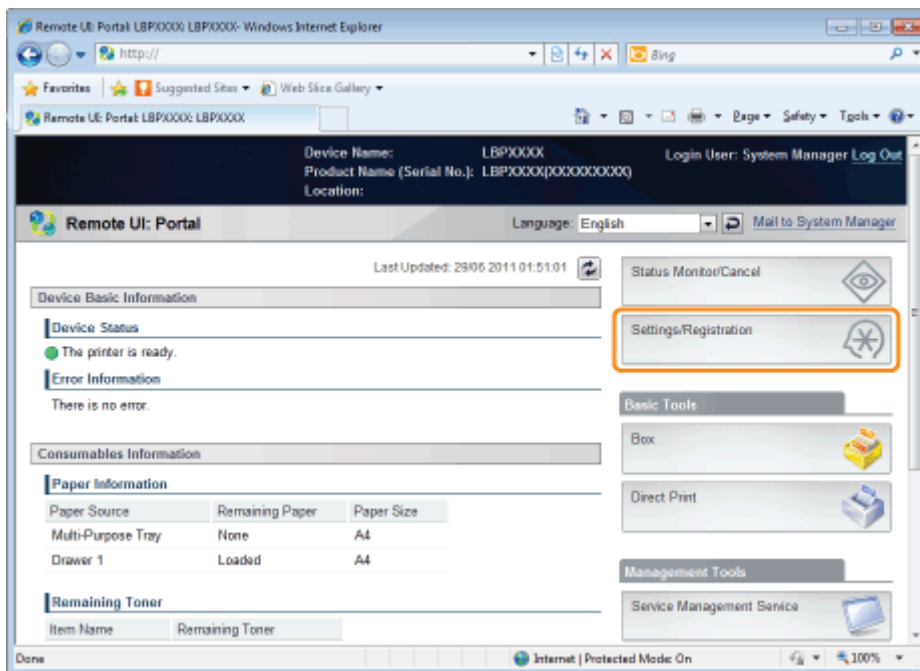 Remote UI: Portal: LBPXXXX: LBPXXXX- Windows Internet Explorer
http://
Bing
Favorites Suggested Sites Web Slice Gallery
Remote UI: Portal: LBPXXXX: LBPXXXX
Page Safety Tools
Device Name: LBPXXXX
Login User: System Manager Log Out
Product Name (Serial No.): LBPXXXX(XXXXXXXXX)
Location:
Remote UI: Portal
Language: English
Mail to System Manager
Last Updated: 29/06 2011 01:51:01
Device Basic Information
Device Status
The printer is ready.
Error Information
There is no error.
Consumables Information
Paper Information
Paper Source Remaining Paper Paper Size
Multi-Purpose Tray None A4
Drawer 1 Loaded A4
Remaining Toner
Item Name Remaining Toner
Status Monitor/Cancel
Settings/Registration
Basic Tools
Box
Direct Print
Management Tools
Service Management Service
Done
Internet | Protected Mode: On
100%